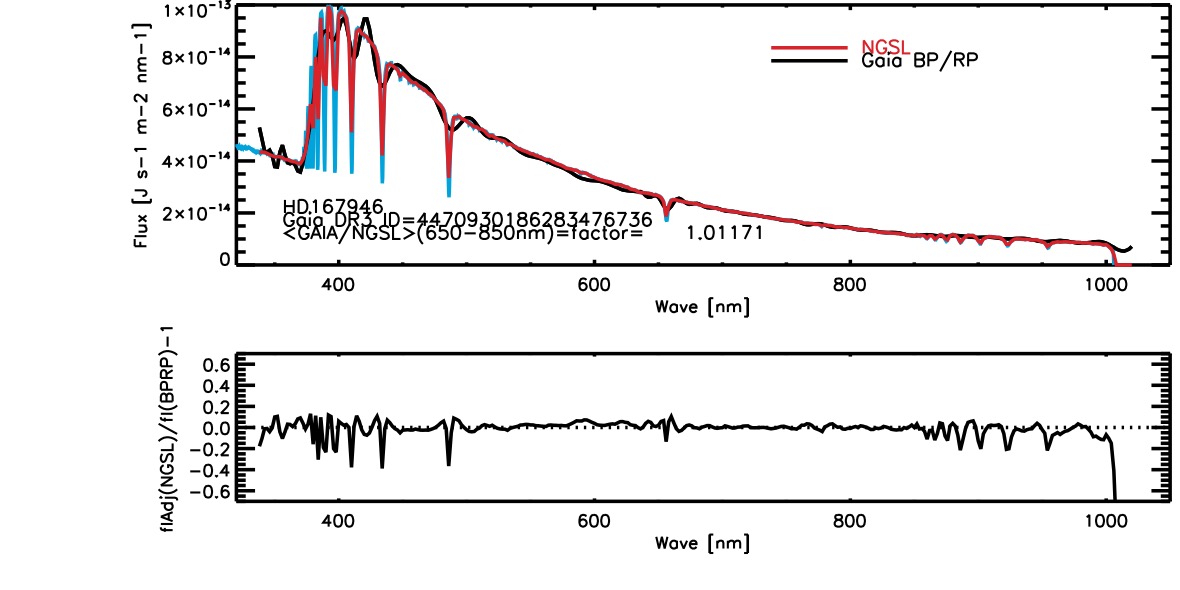 1×10−13
8×10−14
6×10−14
4×10−14
2×10−14
0
Flux [J s−1 m−2 nm−1]
NGSL
Gaia BP/RP
HD167946
Gaia DR3 ID=4470930186283476736
<GAIA/NGSL>(650−850nm)=factor= 1.01171
400 600 800 1000
Wave [nm]
flAdj(NGSL)/fl(BPRP)−1
0.6
0.4
0.2
0.0
−0.2
−0.4
−0.6
400 600 800 1000
Wave [nm]